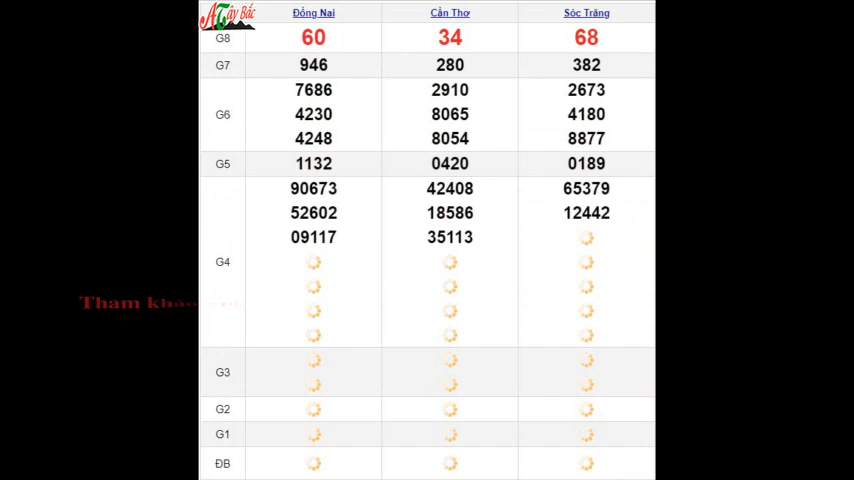 ATây Bắc
Đồng Nai Cần Thơ Sóc Trăng
G8 60 34 68
G7 946 280 382
7686 2910 2673
G6 4230 8065 4180
4248 8054 8877
G5 1132 0420 0189
90673 42408 65379
52602 18586 12442
09117 35113
G4
Tham khảo
G3
G2
G1
ĐB